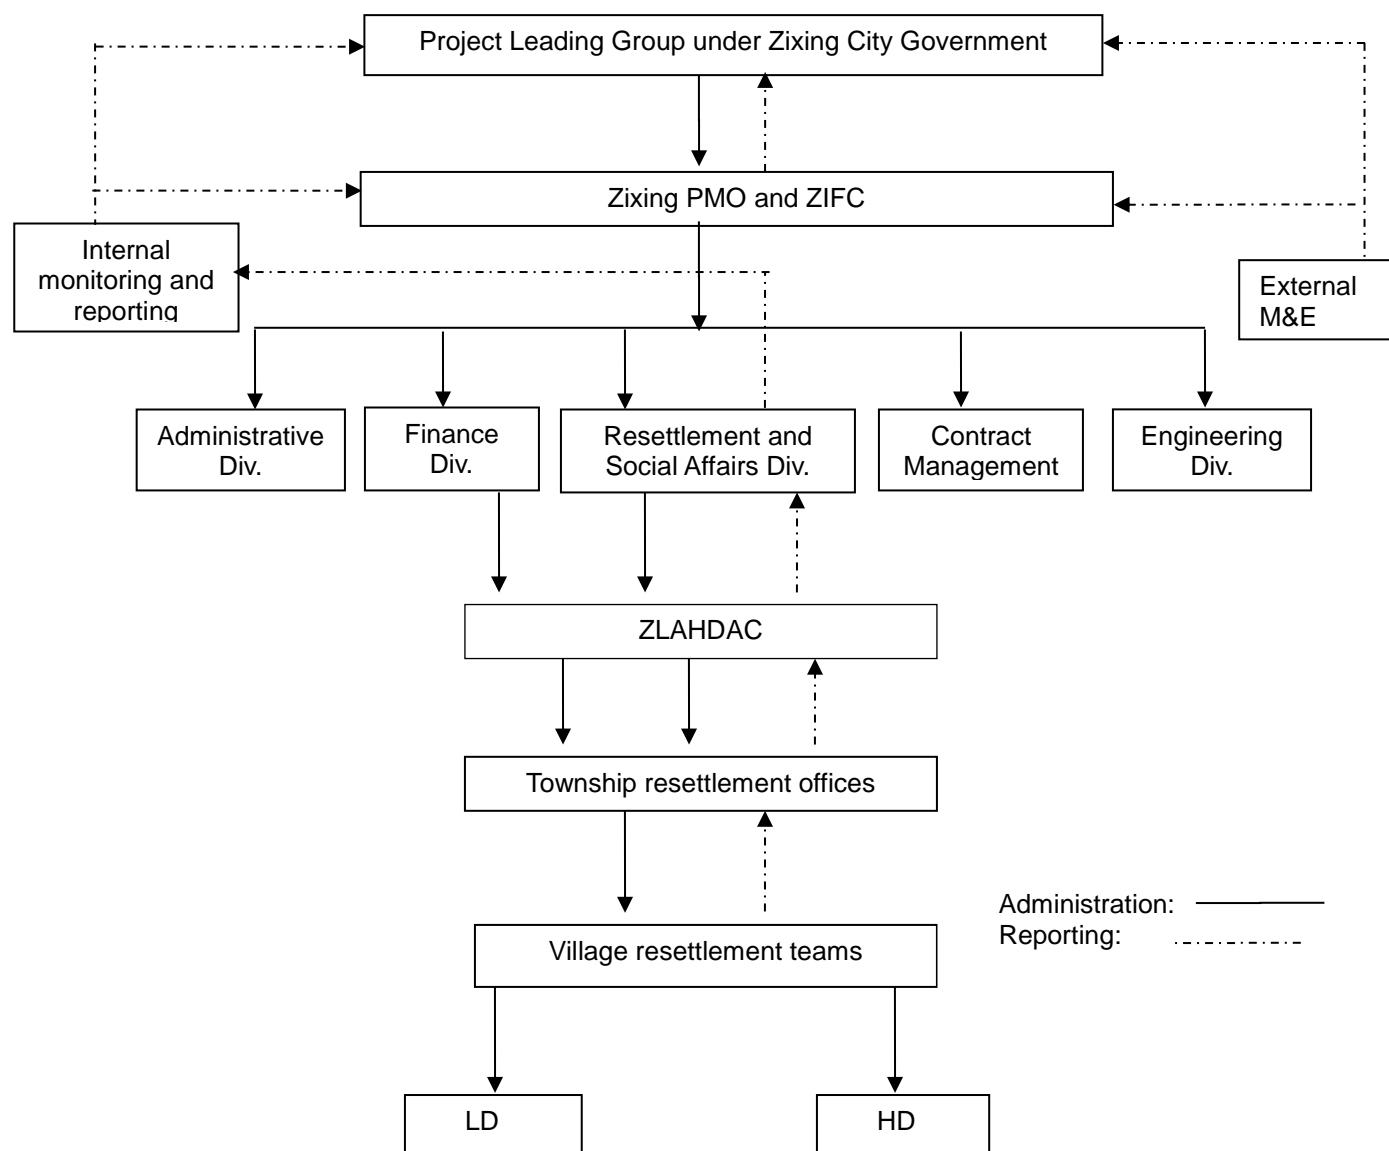 Project Leading Group under Zixing City Government
Zixing PMO and ZIFC
Internal
monitoring and
reporting
External
M&E
Administrative
Div.
Finance
Div.
Resettlement and
Social Affairs Div.
Contract
Management
Engineering
Div.
ZLAHDAC
Township resettlement offices
Administration:
Reporting:
Village resettlement teams
LD
HD